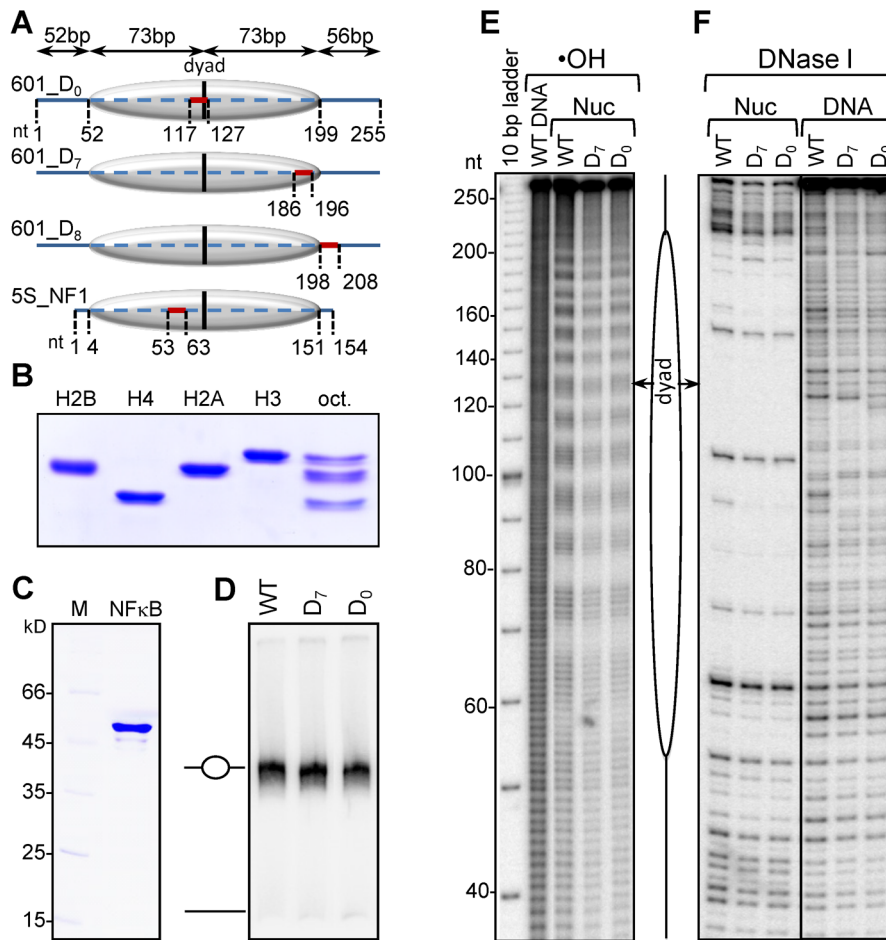 A
52bp 73bp 73bp 56bp
dyad
601_D0
nt 1 52 117 127 199 255
601_D7
186 196
601_D8
198 208
5S_NF1
nt 1 4 53 63 151 154
B
H2B H4 H2A H3 oct.
C
M NFκB
kD
66
45
35
25
15
D
WT D7 D0
E
•OH
10 bp ladder
WT DNA
Nuc
WT D7 D0
nt
250
200
160
140
120
100
80
60
40
dyad
F
DNase I
Nuc DNA
WT D7 D0 WT D7 D0